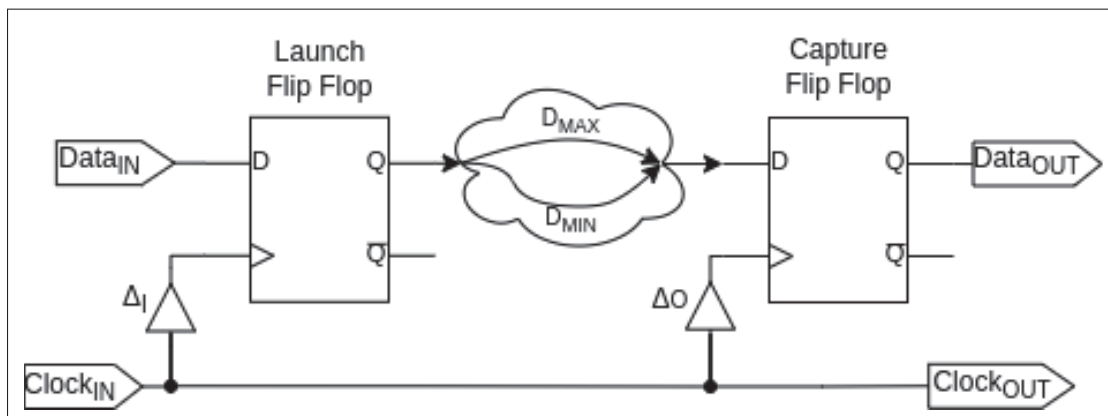 Launch
Flip Flop
Capture
Flip Flop
D_MAX
Data_IN
D
Q
D
Q
Data_OUT
D_MIN
Q̅
Q̅
Δ_I
ΔO
Clock_IN
Clock_OUT